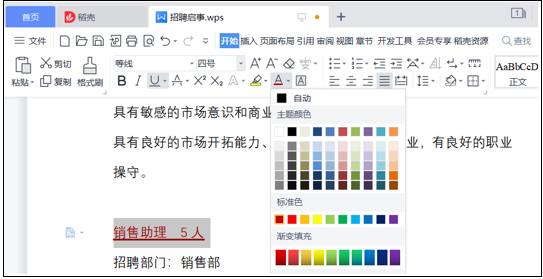 首页 稻壳 招聘启事.wps
三 文件 开始 插入 页面布局 引用 审阅 视图 章节 开发工具 会员专享 稻壳资源 查找
粘贴 剪切 复制 格式刷 等线 四号 AaBbCcD 正文
B I U A X² X₂ A A A
自动
主题颜色
标准色
渐变填充
具有敏感的市场意识和商业
具有良好的市场开拓能力、 业，有良好的职业
操守。
销售助理 5人
招聘部门：销售部